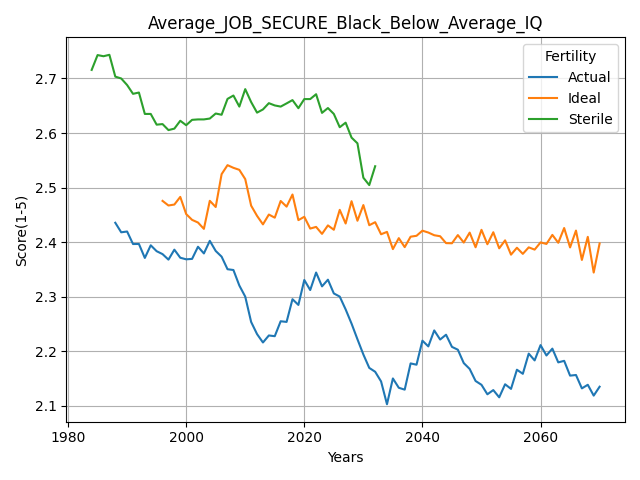 Average_JOB_SECURE_Black_Below_Average_IQ
Fertility
Actual
Ideal
Sterile
Score(1-5)
2.7
2.6
2.5
2.4
2.3
2.2
2.1
1980
2000
2020
2040
2060
Years